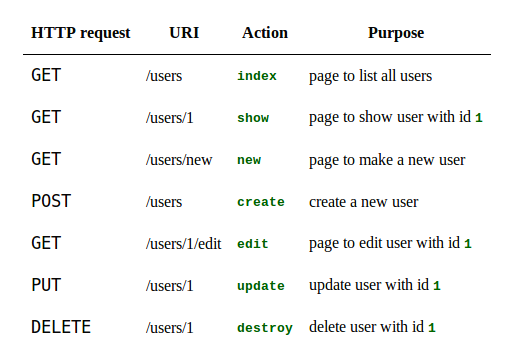 HTTP request URI Action Purpose
GET /users index page to list all users
GET /users/1 show page to show user with id 1
GET /users/new new page to make a new user
POST /users create create a new user
GET /users/1/edit edit page to edit user with id 1
PUT /users/1 update update user with id 1
DELETE /users/1 destroy delete user with id 1